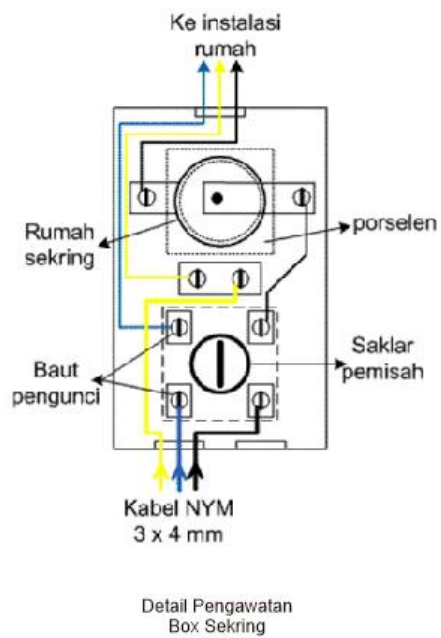 Ke instalasi
rumah
Rumah
sekring
porselen
Baut
pengunci
Saklar
pemisah
Kabel NYM
3 x 4 mm
Detail Pengawatan
Box Sekring